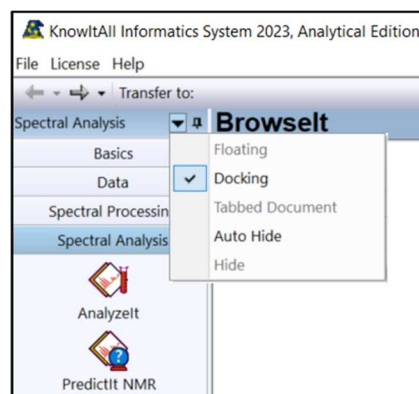 KnowItAll Informatics System 2023, Analytical Edition
File License Help
Transfer to:
Spectral Analysis
BrowseIt
Basics
Data
Spectral Processin
Spectral Analysis
AnalyzeIt
PredictIt NMR
Floating
Docking
Tabbed Document
Auto Hide
Hide